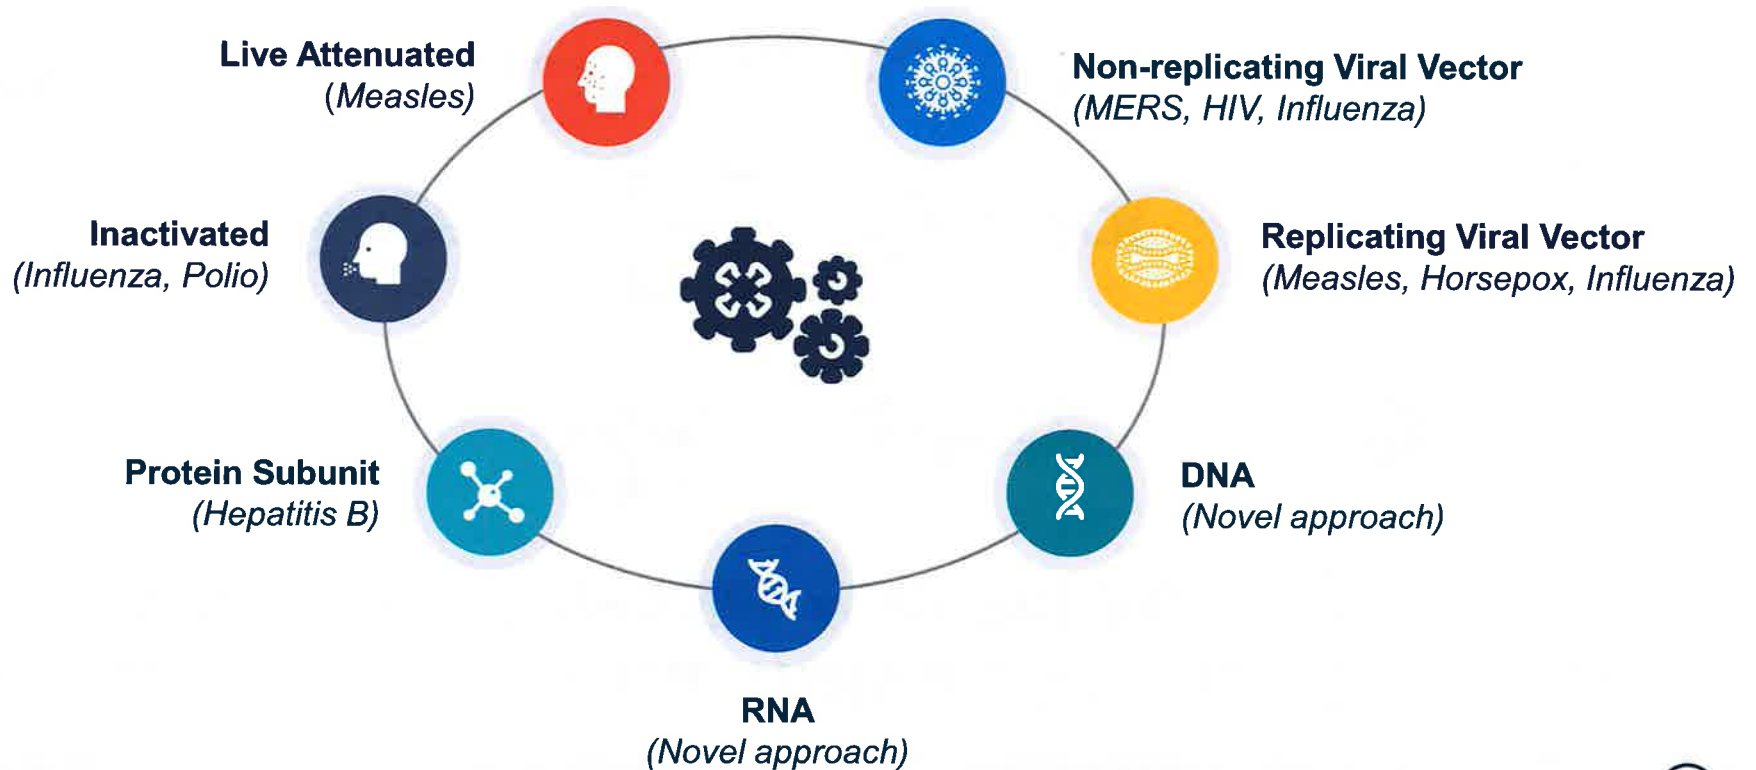 Live Attenuated
(Measles)
Non-replicating Viral Vector
(MERS, HIV, Influenza)
Inactivated
(Influenza, Polio)
Replicating Viral Vector
(Measles, Horsepox, Influenza)
Protein Subunit
(Hepatitis B)
DNA
(Novel approach)
RNA
(Novel approach)